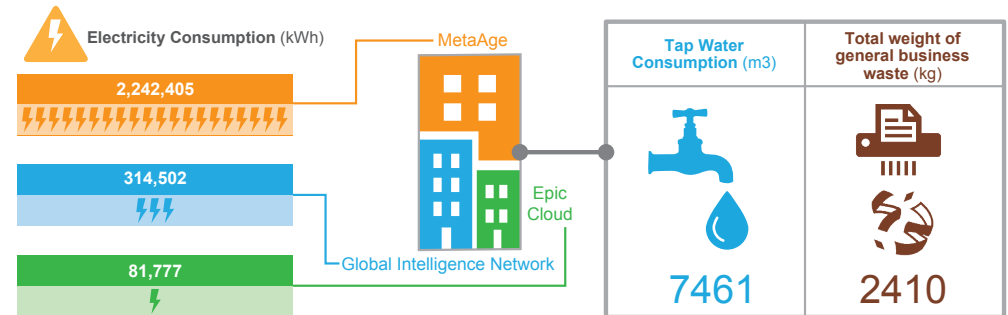 Electricity Consumption (kWh)
2,242,405
314,502
81,777
MetaAge
Epic
Cloud
Global Intelligence Network
Tap Water
Consumption (m3)
7461
Total weight of
general business
waste (kg)
2410